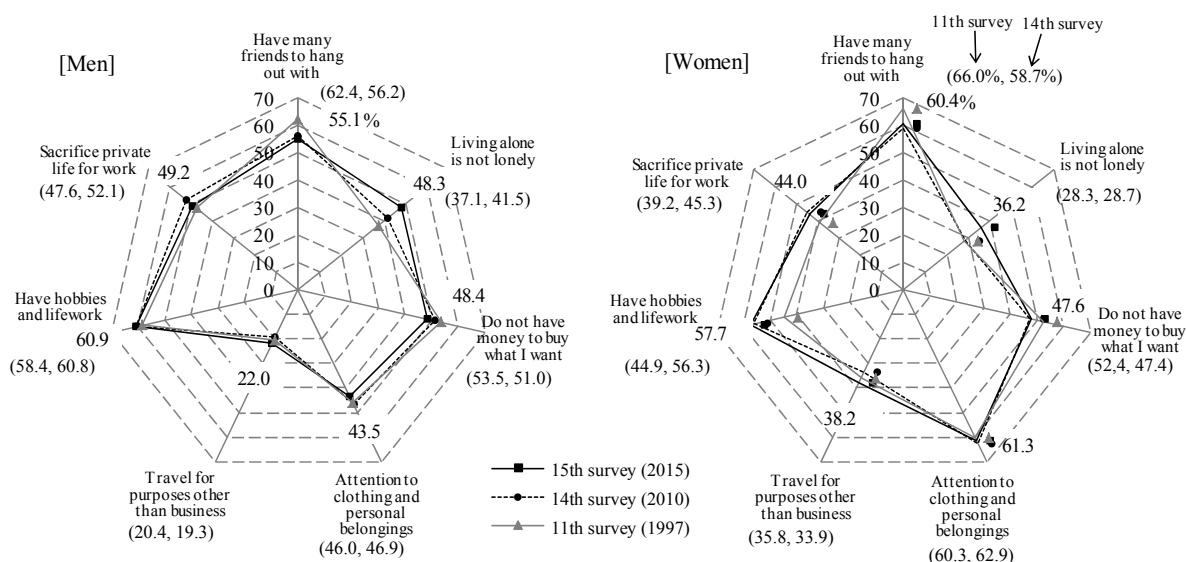 [Men]
Have many
friends to hang
out with
(62.4, 56.2)
55.1%
Living alone
is not lonely
48.3
(37.1, 41.5)
48.4
Do not have
money to buy
what I want
(53.5, 51.0)
43.5
Attention to
clothing and
personal
belongings
(46.0, 46.9)
22.0
Travel for
purposes other
than business
(20.4, 19.3)
Have hobbies
and lifework
60.9
(58.4, 60.8)
Sacrifice private
life for work
49.2
(47.6, 52.1)
70
60
50
40
30
20
10
0
15th survey (2015)
14th survey (2010)
11th survey (1997)
[Women]
11th survey 14th survey
(66.0%, 58.7%)
Have many
friends to hang
out with
60.4%
Living alone
is not lonely
(28.3, 28.7)
36.2
47.6
Do not have
money to buy
what I want
(52,4, 47.4)
61.3
Attention to
clothing and
personal
belongings
(60.3, 62.9)
38.2
Travel for
purposes other
than business
(35.8, 33.9)
Have hobbies
and lifework
57.7
(44.9, 56.3)
Sacrifice private
life for work
44.0
(39.2, 45.3)
70
60
50
40
30
20
10
0